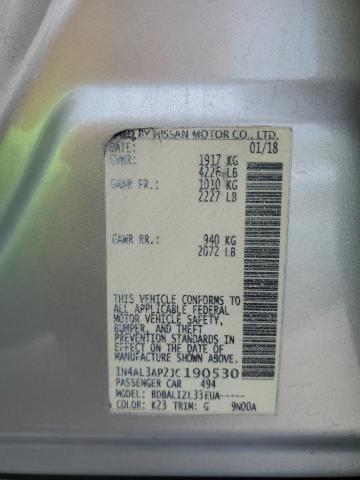 MFD BY NISSAN MOTOR CO., LTD.
DATE: 01/18
GVWR: 1917 KG
4226 LB
GAWR FR: 1010 KG
2227 LB
GAWR RR: 940 KG
2072 LB
THIS VEHICLE CONFORMS TO
ALL APPLICABLE FEDERAL
MOTOR VEHICLE SAFETY,
BUMPER, AND THEFT
PREVENTION STANDARDS IN
EFFECT ON THE DATE OF
MANUFACTURE SHOWN ABOVE.
1N4AL3AP2JC190530
PASSENGER CAR 494
MODEL: BDBALIZL33EUA-----
COLOR: K23 TRIM: G 9N00A